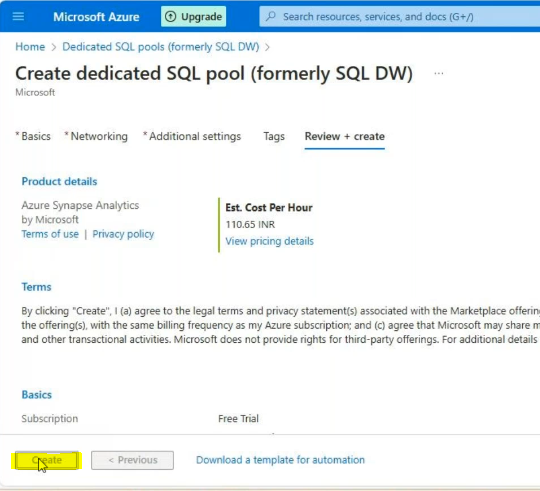 Microsoft Azure
Upgrade
Search resources, services, and docs (G+/)
Home > Dedicated SQL pools (formerly SQL DW) >
Create dedicated SQL pool (formerly SQL DW) ...
Microsoft
* Basics * Networking * Additional settings Tags Review + create
Product details
Azure Synapse Analytics
by Microsoft
Terms of use | Privacy policy
Est. Cost Per Hour
110.65 INR
View pricing details
Terms
By clicking "Create", I (a) agree to the legal terms and privacy statement(s) associated with the Marketplace offering
the offering(s), with the same billing frequency as my Azure subscription; and (c) agree that Microsoft may share m
and other transactional activities. Microsoft does not provide rights for third-party offerings. For additional details
Basics
Subscription Free Trial
Create < Previous Download a template for automation